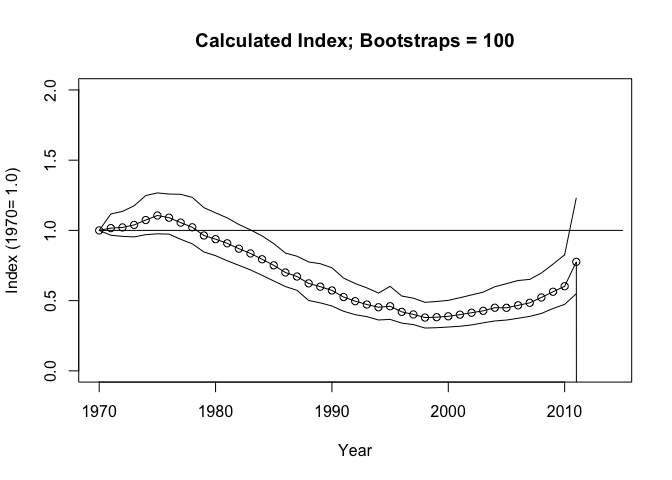 Calculated Index; Bootstraps = 100
2.0
1.5
1.0
0.5
0.0
Index (1970= 1.0)
1970 1980 1990 2000 2010
Year